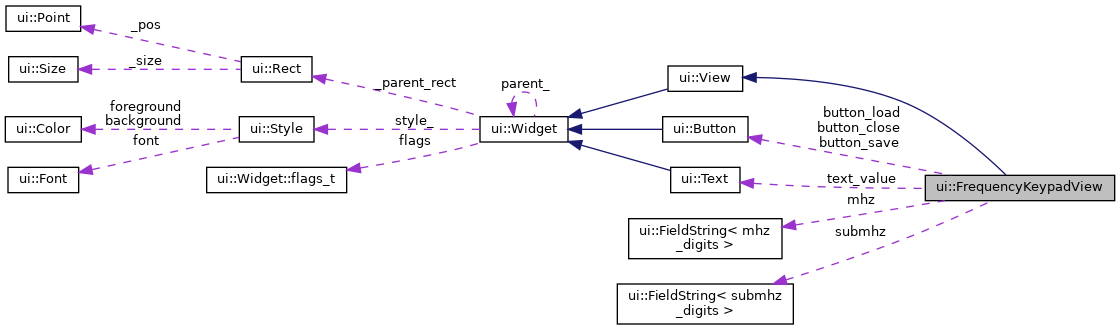 ui::Point
_pos
ui::Size
_size
ui::Rect
_parent_rect
parent_
ui::View
foreground
background
ui::Color
ui::Style
style_
ui::Widget
ui::Button
button_load
button_close
button_save
font
flags
ui::Font
ui::Widget::flags_t
ui::Text
text_value
ui::FrequencyKeypadView
mhz
ui::FieldString< mhz
_digits >
submhz
ui::FieldString< submhz
_digits >